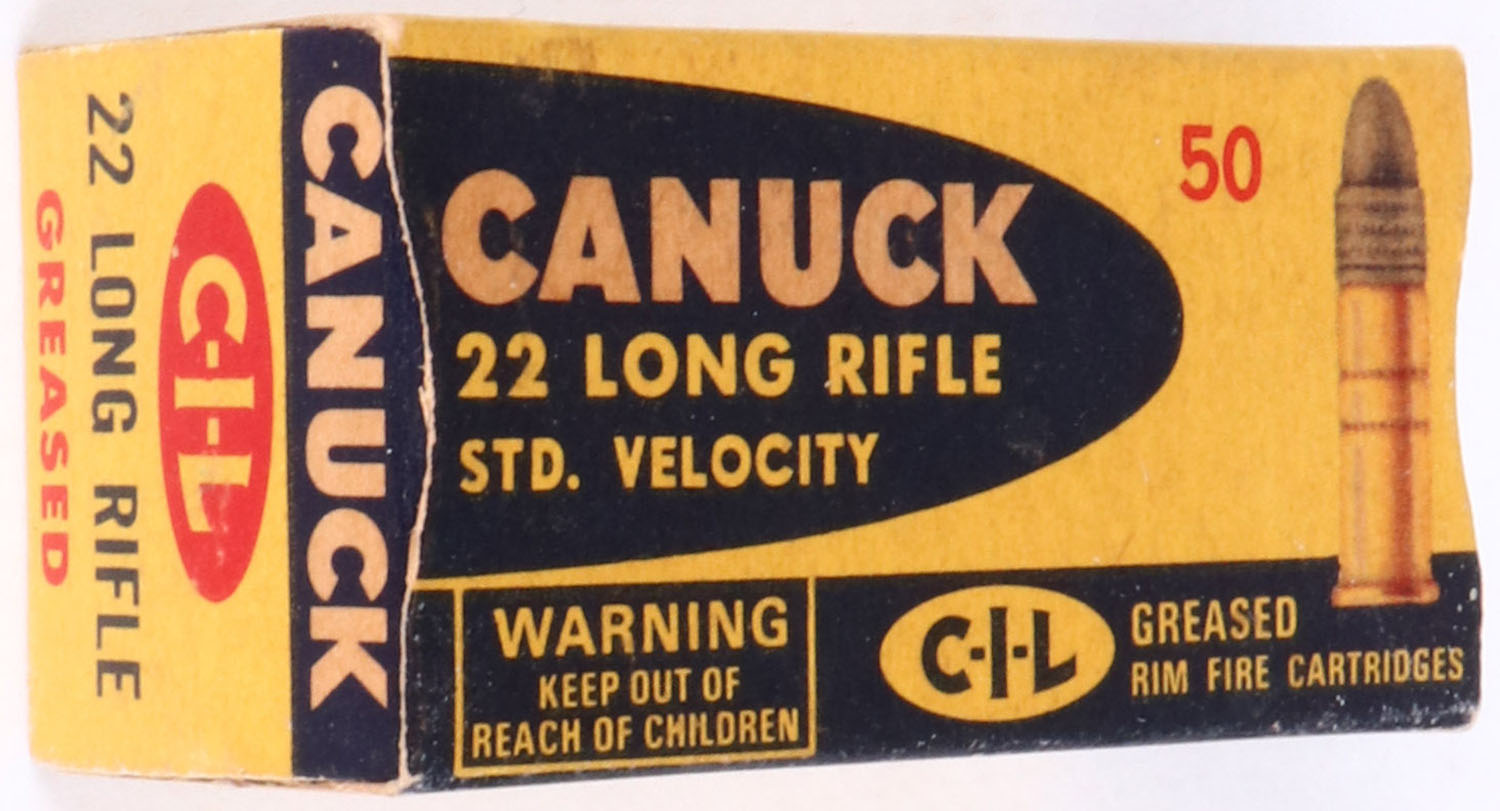 CANUCK
22 LONG RIFLE
STD. VELOCITY
50
WARNING
KEEP OUT OF
REACH OF CHILDREN
C-I-L
GREASED
RIM FIRE CARTRIDGES
CANUCK
C-I-L
22 LONG RIFLE
GREASED